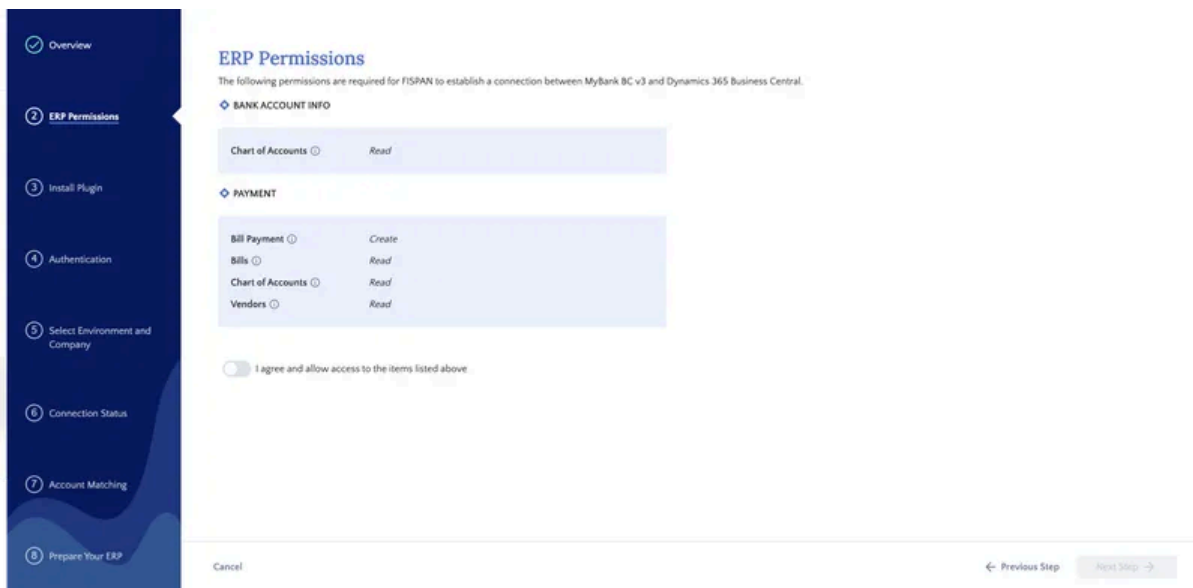 Overview
2 ERP Permissions
3 Install Plugin
4 Authentication
5 Select Environment and
Company
6 Connection Status
7 Account Matching
8 Prepare Your ERP
ERP Permissions
The following permissions are required for FISPAN to establish a connection between MyBank BC v3 and Dynamics 365 Business Central.
BANK ACCOUNT INFO
Chart of Accounts Read
PAYMENT
Bill Payment Create
Bills Read
Chart of Accounts Read
Vendors Read
I agree and allow access to the items listed above
Cancel
← Previous Step
Next Step →